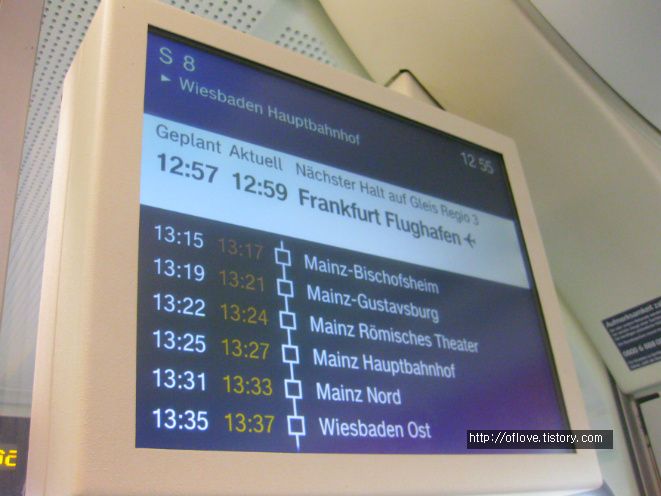 S 8
▸ Wiesbaden Hauptbahnhof
12 55
Geplant Aktuell Nächster Halt auf Gleis Regio 3
12:57 12:59 Frankfurt Flughafen ✈
13:15 13:17 Mainz-Bischofsheim
13:19 13:21 Mainz-Gustavsburg
13:22 13:24 Mainz Römisches Theater
13:25 13:27 Mainz Hauptbahnhof
13:31 13:33 Mainz Nord
13:35 13:37 Wiesbaden Ost
http://oflove.tistory.com